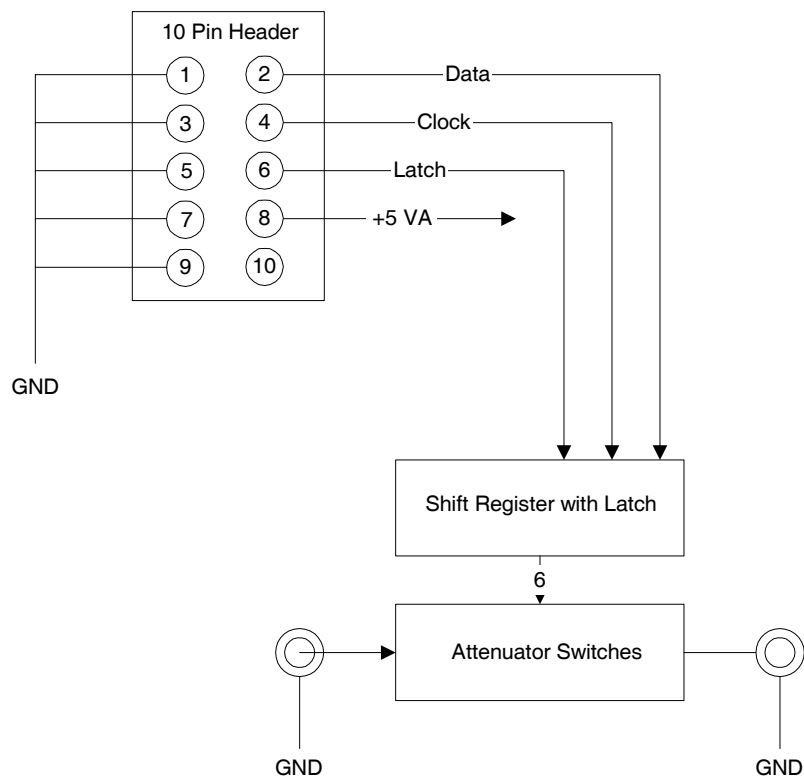 10 Pin Header
1 2 Data
3 4 Clock
5 6 Latch
7 8 +5 VA
9 10
GND
Shift Register with Latch
6
Attenuator Switches
GND GND